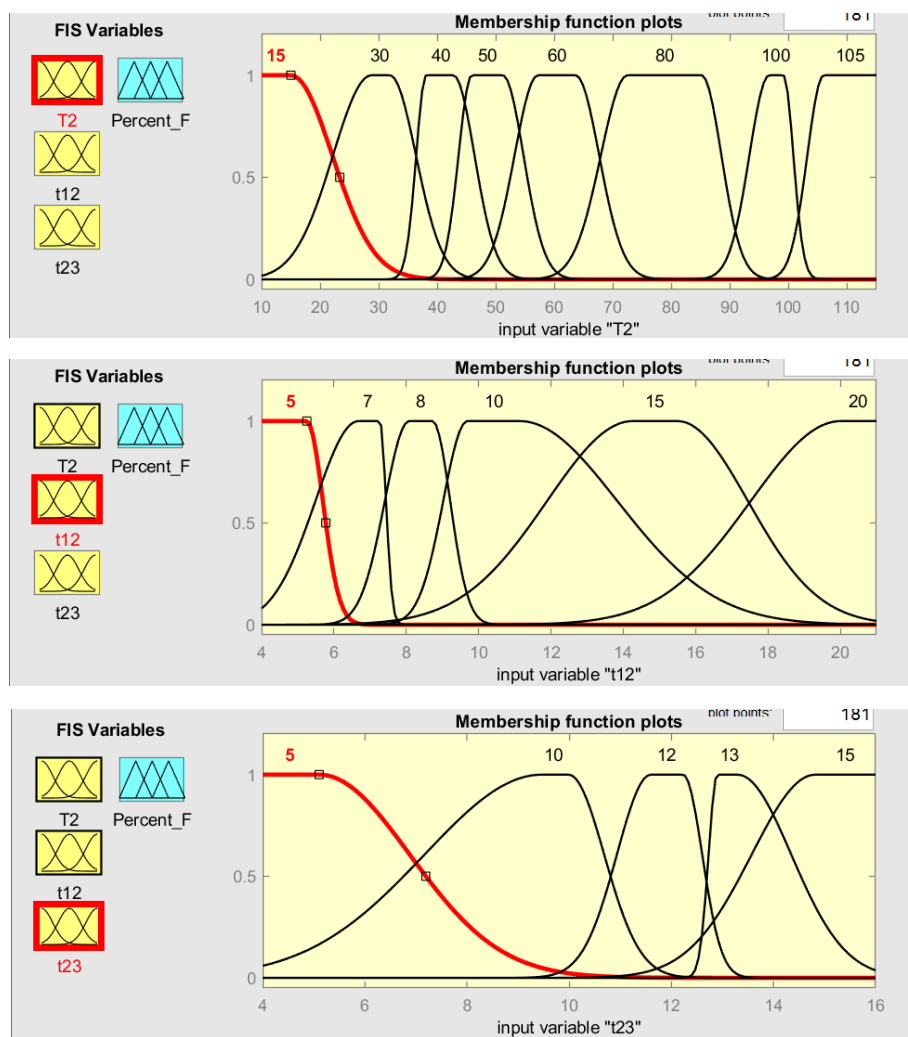 Membership function plots
181
FIS Variables
15 30 40 50 60 80 100 105
T2 Percent_F
t12
t23
1
0.5
0
10 20 30 40 50 60 70 80 90 100 110
input variable "T2"
Membership function plots
181
FIS Variables
5 7 8 10 15 20
T2 Percent_F
t12
t23
1
0.5
0
4 6 8 10 12 14 16 18 20
input variable "t12"
plot points:
181
Membership function plots
FIS Variables
5 10 12 13 15
T2 Percent_F
t12
t23
1
0.5
0
4 6 8 10 12 14 16
input variable "t23"